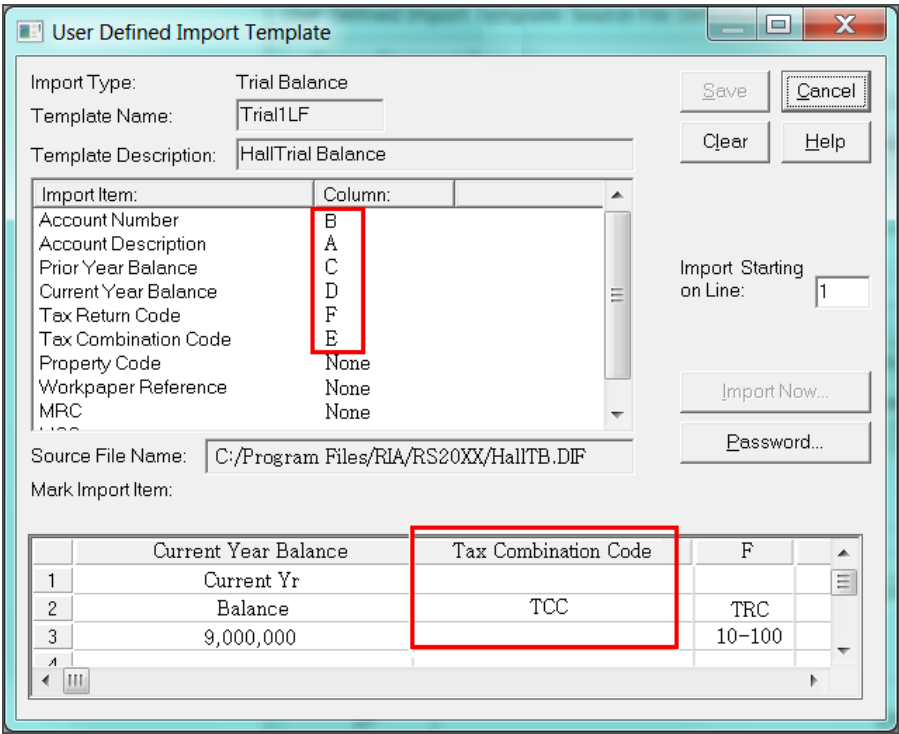 User Defined Import Template
Import Type: Trial Balance
Save Cancel
Template Name: Trial1LF
Clear Help
Template Description: HallTrial Balance
Import Item: Column:
Account Number B
Account Description A
Prior Year Balance C
Import Starting
Current Year Balance D
on Line: 1
Tax Return Code F
Tax Combination Code E
Property Code None
Workpaper Reference None
Import Now...
MRC None
Password...
Source File Name: C:/Program Files/RIA/RS20XX/HallTB.DIF
Mark Import Item:
Current Year Balance Tax Combination Code F
1 Current Yr
2 Balance TCC TRC
3 9,000,000 10-100